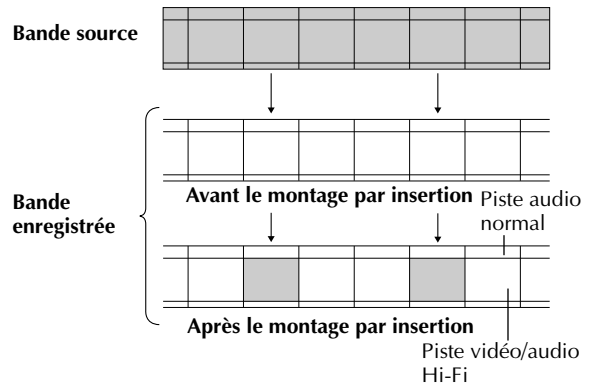 Bande source
Avant le montage par insertion
Bande
enregistrée
Piste audio
normal
Après le montage par insertion
Piste vidéo/audio
Hi-Fi